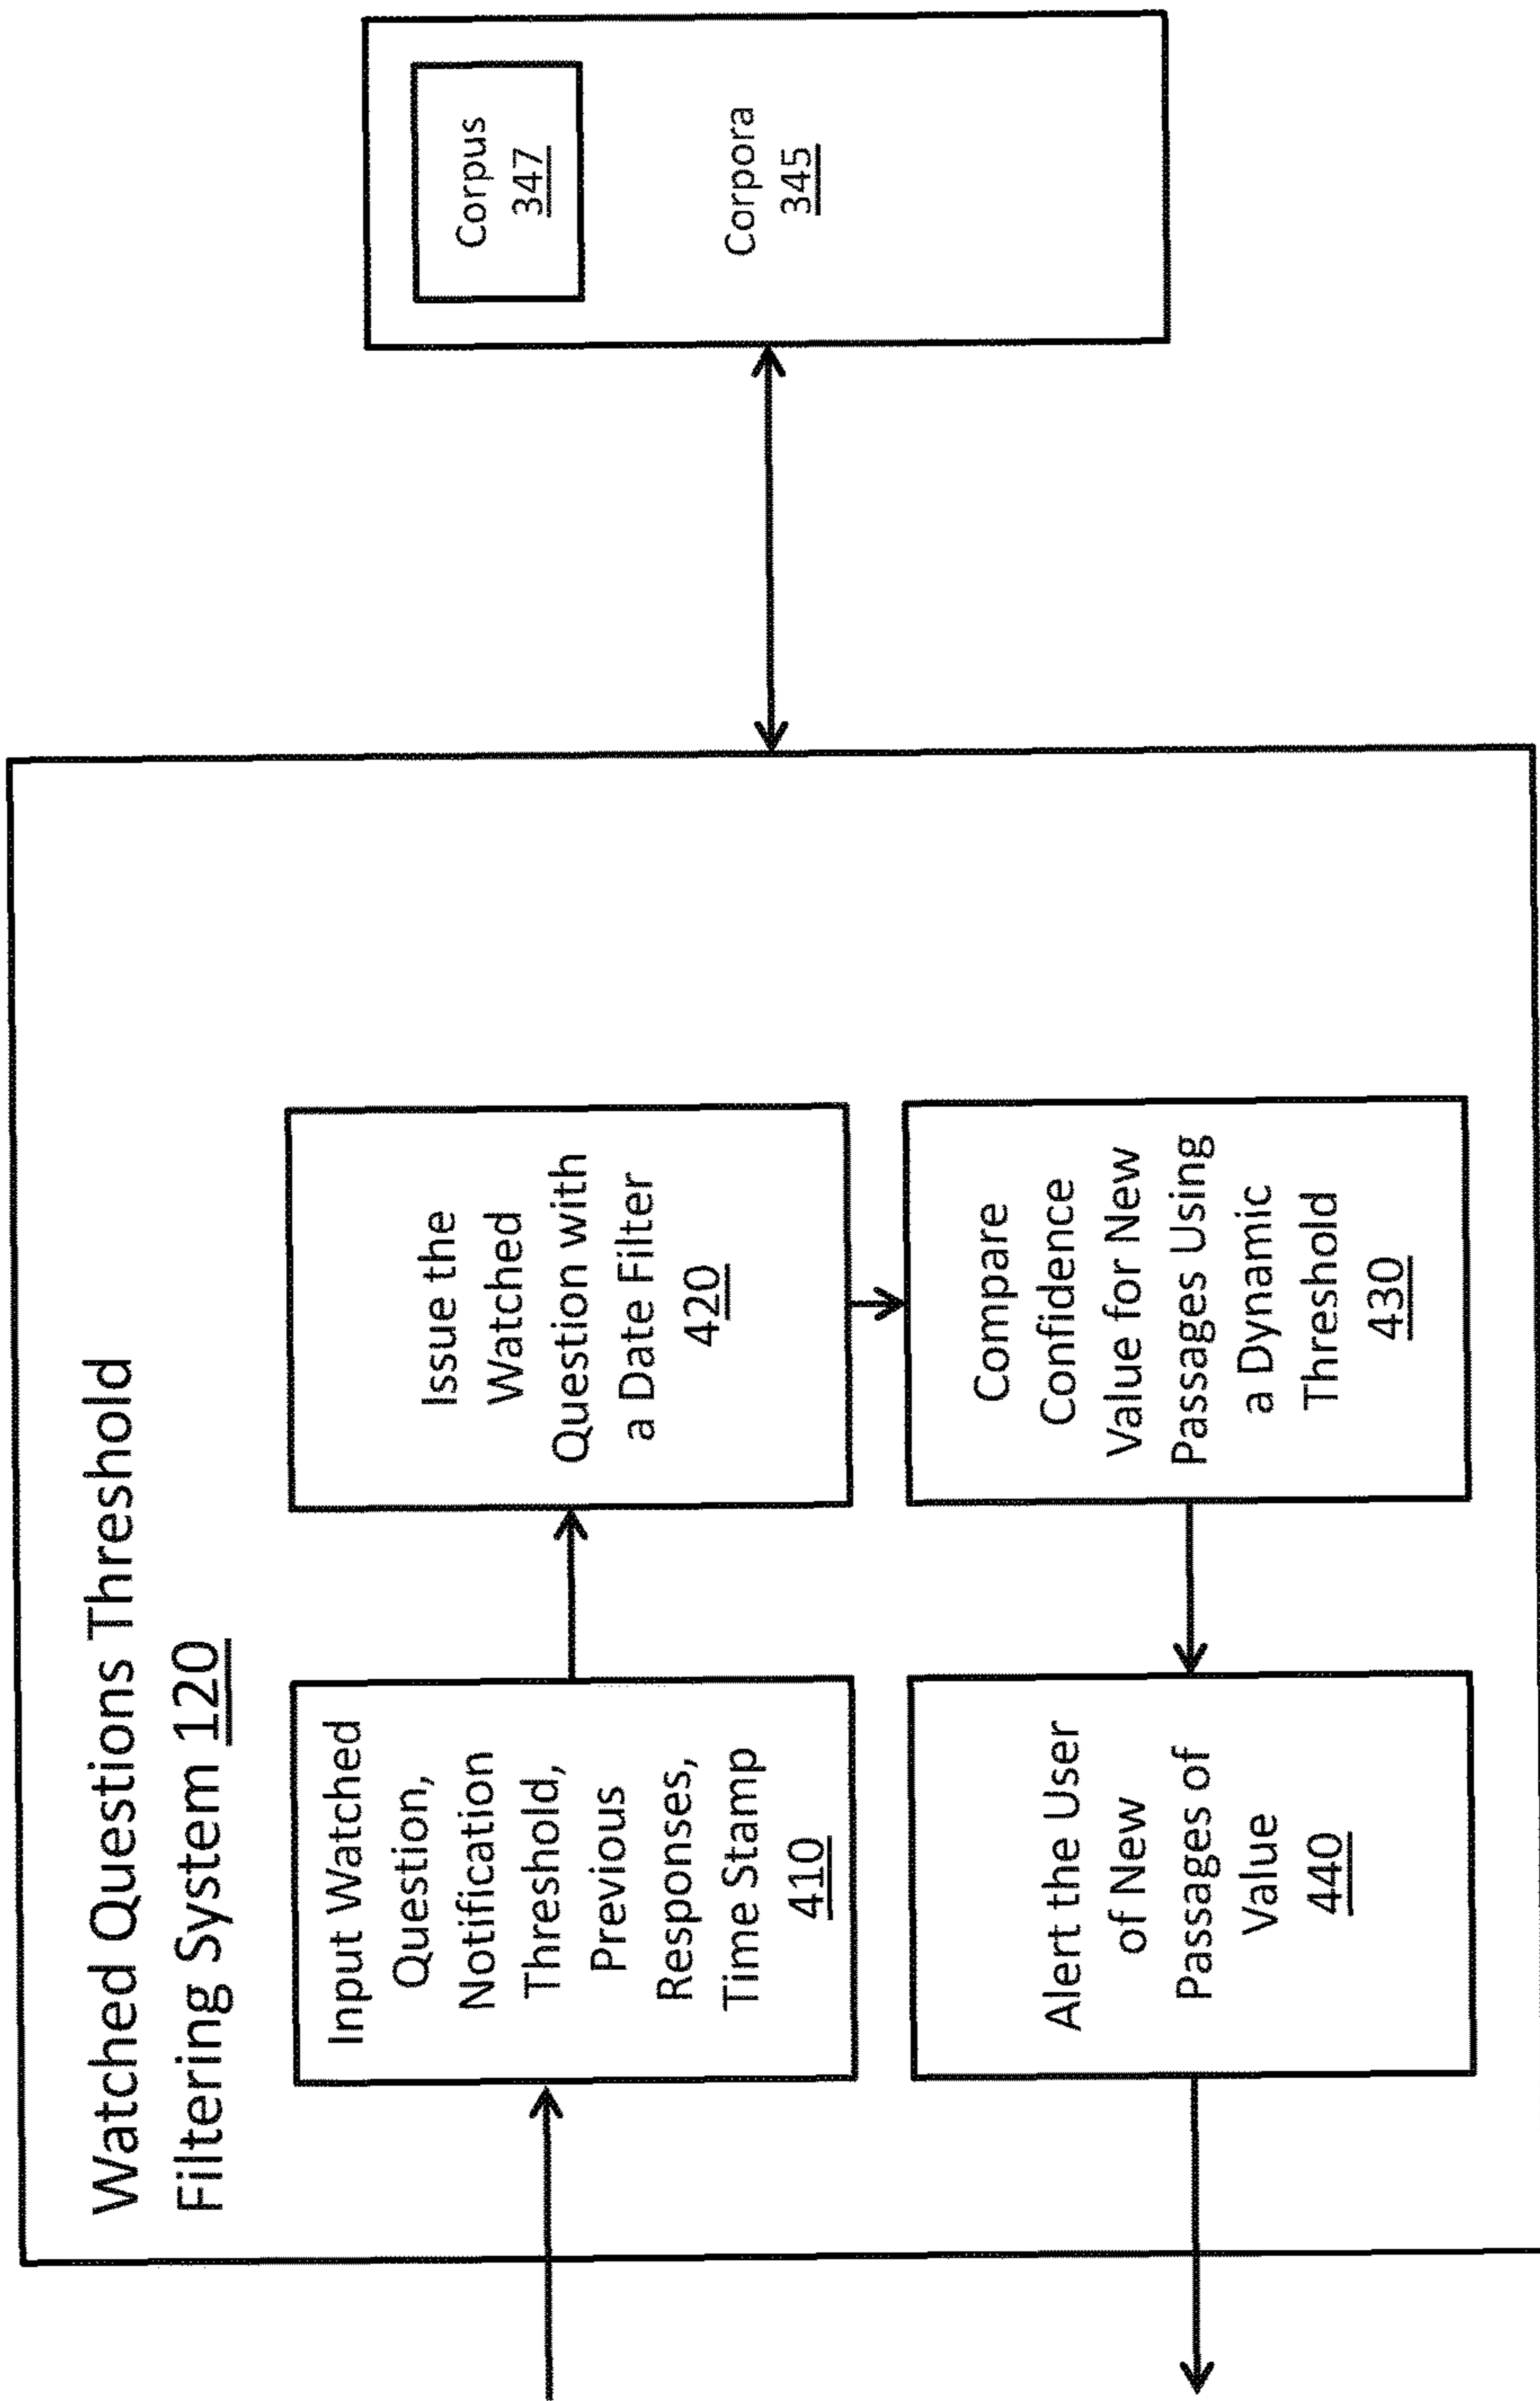 Watched Questions Threshold
Filtering System 120
Input Watched
Question,
Notification
Threshold,
Previous
Responses,
Time Stamp
410
Issue the
Watched
Question with
a Date Filter
420
Compare
Confidence
Value for New
Passages Using
a Dynamic
Threshold
430
Alert the User
of New
Passages of
Value
440
Corpus
347
Corpora
345